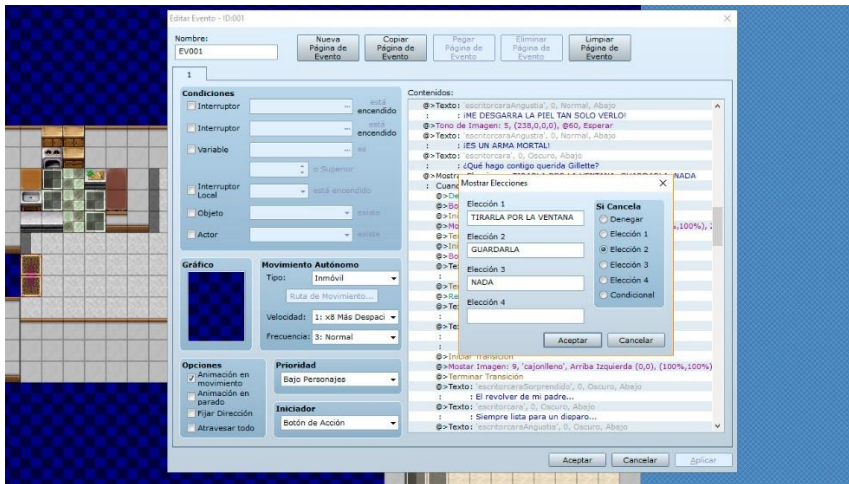 Editar Evento - ID:001
Nombre:
EV001
Nueva Página de Evento
Copiar Página de Evento
Pegar Página de Evento
Eliminar Página de Evento
Limpiar Página de Evento
1
Condiciones
Interruptor ... está encendido
Interruptor ... está encendido
Variable ... es
o Superior
Interruptor Local está encendido
Objeto existe
Actor existe
Gráfico
Movimiento Autónomo
Tipo: Inmóvil
Ruta de Movimiento...
Velocidad: 1: x8 Más Despaci
Frecuencia: 3: Normal
Opciones
Animación en movimiento
Animación en parado
Fijar Dirección
Atravesar todo
Prioridad
Bajo Personajes
Iniciador
Botón de Acción
Contenidos:
@>Texto: 'escritorcaraAngustia', 0, Normal, Abajo
: : ¡ME DESGARRA LA PIEL TAN SOLO VERLO!
@>Tono de Imagen: 5, (238,0,0,0), @60, Esperar
@>Texto: 'escritorcaraAngustia', 0, Normal, Abajo
: : ¡ES UN ARMA MORTAL!
@>Texto: 'escritorcara', 0, Oscuro, Abajo
: : ¿Qué hago contigo querida Gillette?
Mostrar Elecciones
Elección 1
TIRARLA POR LA VENTANA
Elección 2
GUARDARLA
Elección 3
NADA
Elección 4
Si Cancela
Denegar
Elección 1
Elección 2
Elección 3
Elección 4
Condicional
Aceptar
Cancelar
@>Iniciar Transición
@>Mostar Imagen: 9, 'cajonlleno', Arriba Izquierda (0,0), (100%,100%)
@>Terminar Transición
@>Texto: 'escritorcaraSorprendido', 0, Oscuro, Abajo
: : El revolver de mi padre...
@>Texto: 'escritorcara', 0, Oscuro, Abajo
: : Siempre lista para un disparo...
@>Texto: 'escritorcaraAngustia', 0, Oscuro, Abajo
Aceptar
Cancelar
Aplicar